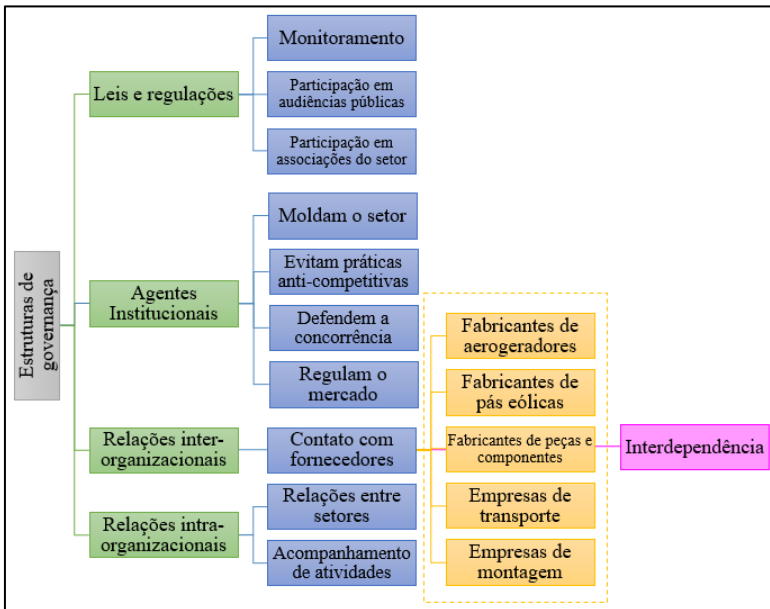 Estruturas de
governança
Leis e regulações
Monitoramento
Participação em
audiências públicas
Participação em
associações do setor
Agentes
Institucionais
Moldam o setor
Evitam práticas
anti-competitivas
Defendem a
concorrência
Regulam o
mercado
Relações inter-
organizacionais
Contato com
fornecedores
Fabricantes de
aerogeradores
Fabricantes de
pás eólicas
Fabricantes de peças e
componentes
Empresas de
transporte
Empresas de
montagem
Interdependência
Relações intra-
organizacionais
Relações entre
setores
Acompanhamento
de atividades